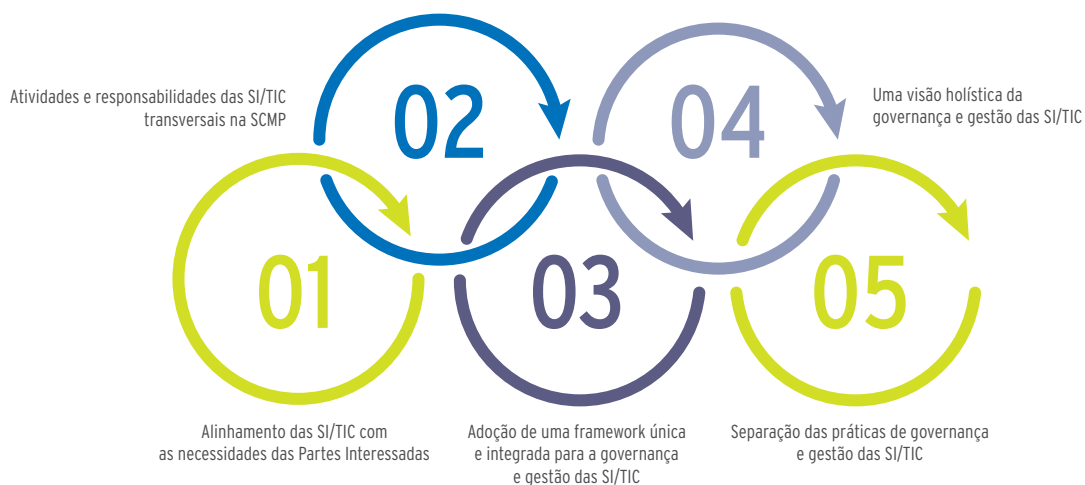 01
Alinhamento das SI/TIC com
as necessidades das Partes Interessadas
02
Atividades e responsabilidades das SI/TIC
transversais na SCMP
03
Adoção de uma framework única
e integrada para a governança
e gestão das SI/TIC
04
Uma visão holística da
governança e gestão das SI/TIC
05
Separação das práticas de governança
e gestão das SI/TIC